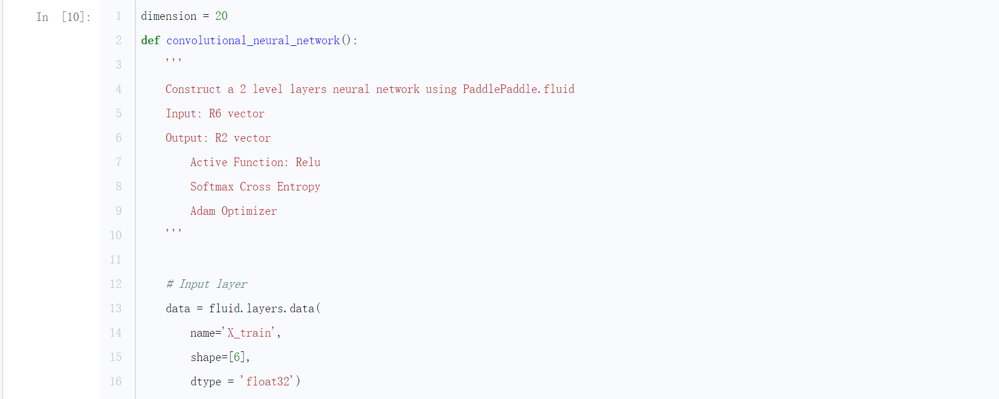 In [10]:
1 dimension = 20
2 def convolutional_neural_network():
3     '''
4     Construct a 2 level layers neural network using PaddlePaddle.fluid
5     Input: R6 vector
6     Output: R2 vector
7         Active Function: Relu
8         Softmax Cross Entropy
9         Adam Optimizer
10     '''
11
12     # Input layer
13     data = fluid.layers.data(
14         name='X_train',
15         shape=[6],
16         dtype = 'float32')